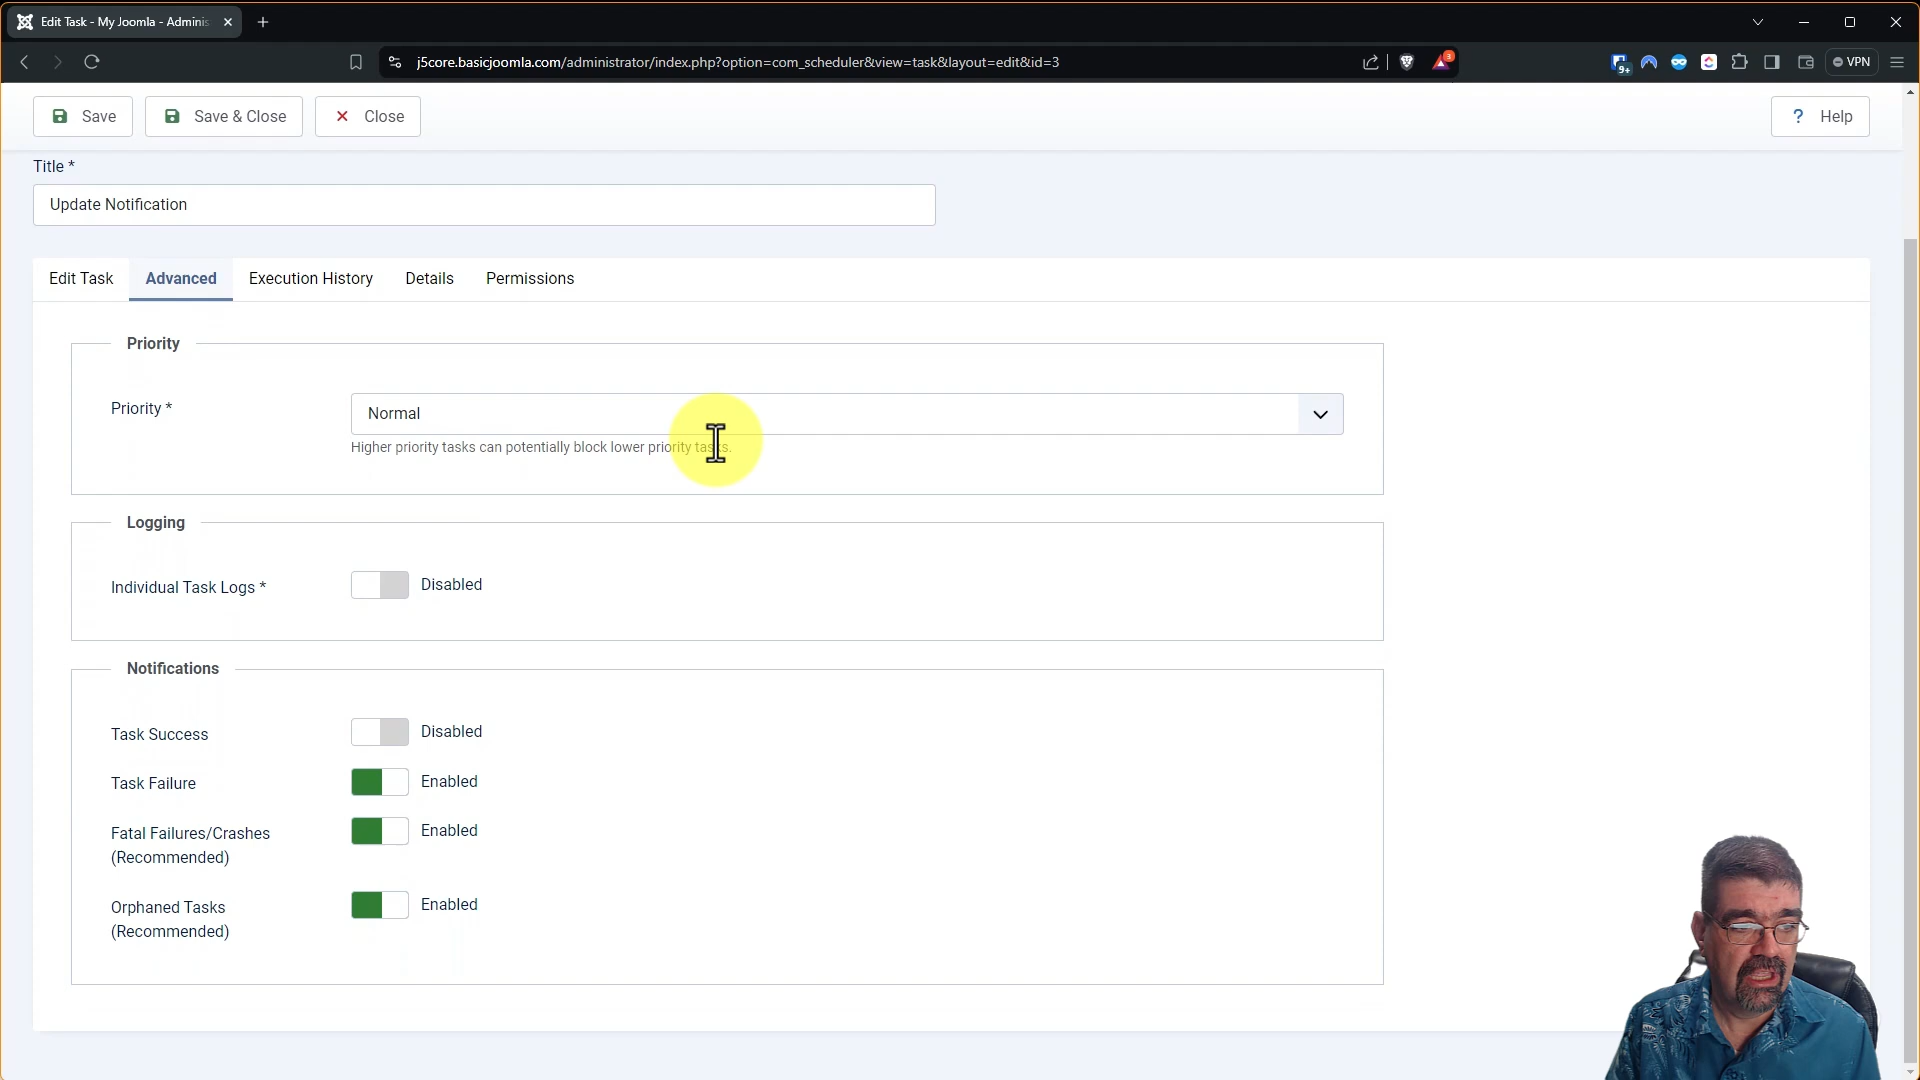 Edit Task - My Joomla - Adminis
j5core.basicjoomla.com/administrator/index.php?option=com_scheduler&view=task&layout=edit&id=3
3
9+
VPN
Save
Save & Close
Close
? Help
Title *
Update Notification
Edit Task
Advanced
Execution History
Details
Permissions
Priority
Priority *
Normal
Higher priority tasks can potentially block lower priority tasks.
Logging
Individual Task Logs *
Disabled
Notifications
Task Success
Disabled
Task Failure
Enabled
Fatal Failures/Crashes
(Recommended)
Enabled
Orphaned Tasks
(Recommended)
Enabled